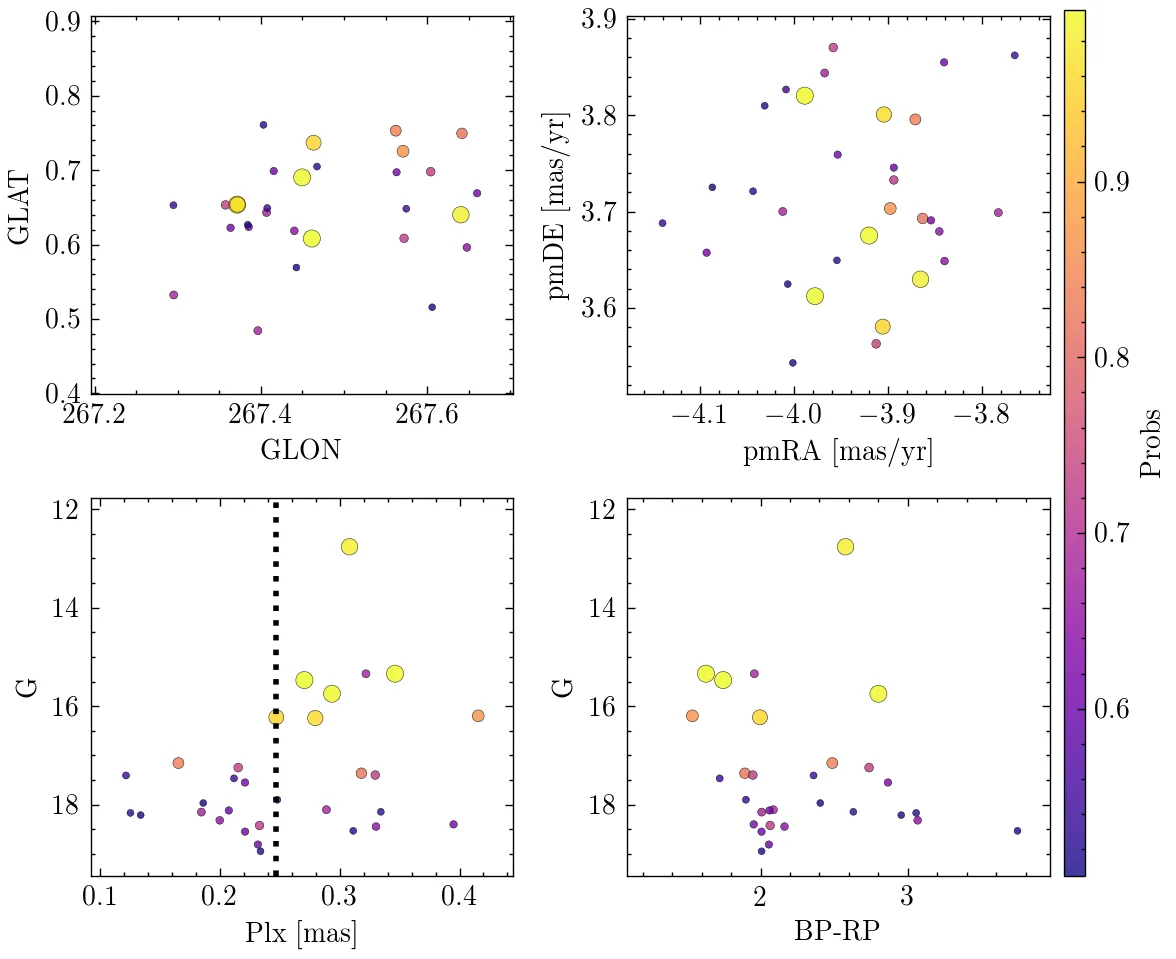 0.9
0.8
0.7
0.6
0.5
0.4
GLAT
267.2 267.4 267.6
GLON
3.9
3.8
3.7
3.6
pmDE [mas/yr]
−4.1 −4.0 −3.9 −3.8
pmRA [mas/yr]
12
14
16
18
G
0.1 0.2 0.3 0.4
Plx [mas]
12
14
16
18
G
2 3
BP-RP
0.9
0.8
0.7
0.6
Probs